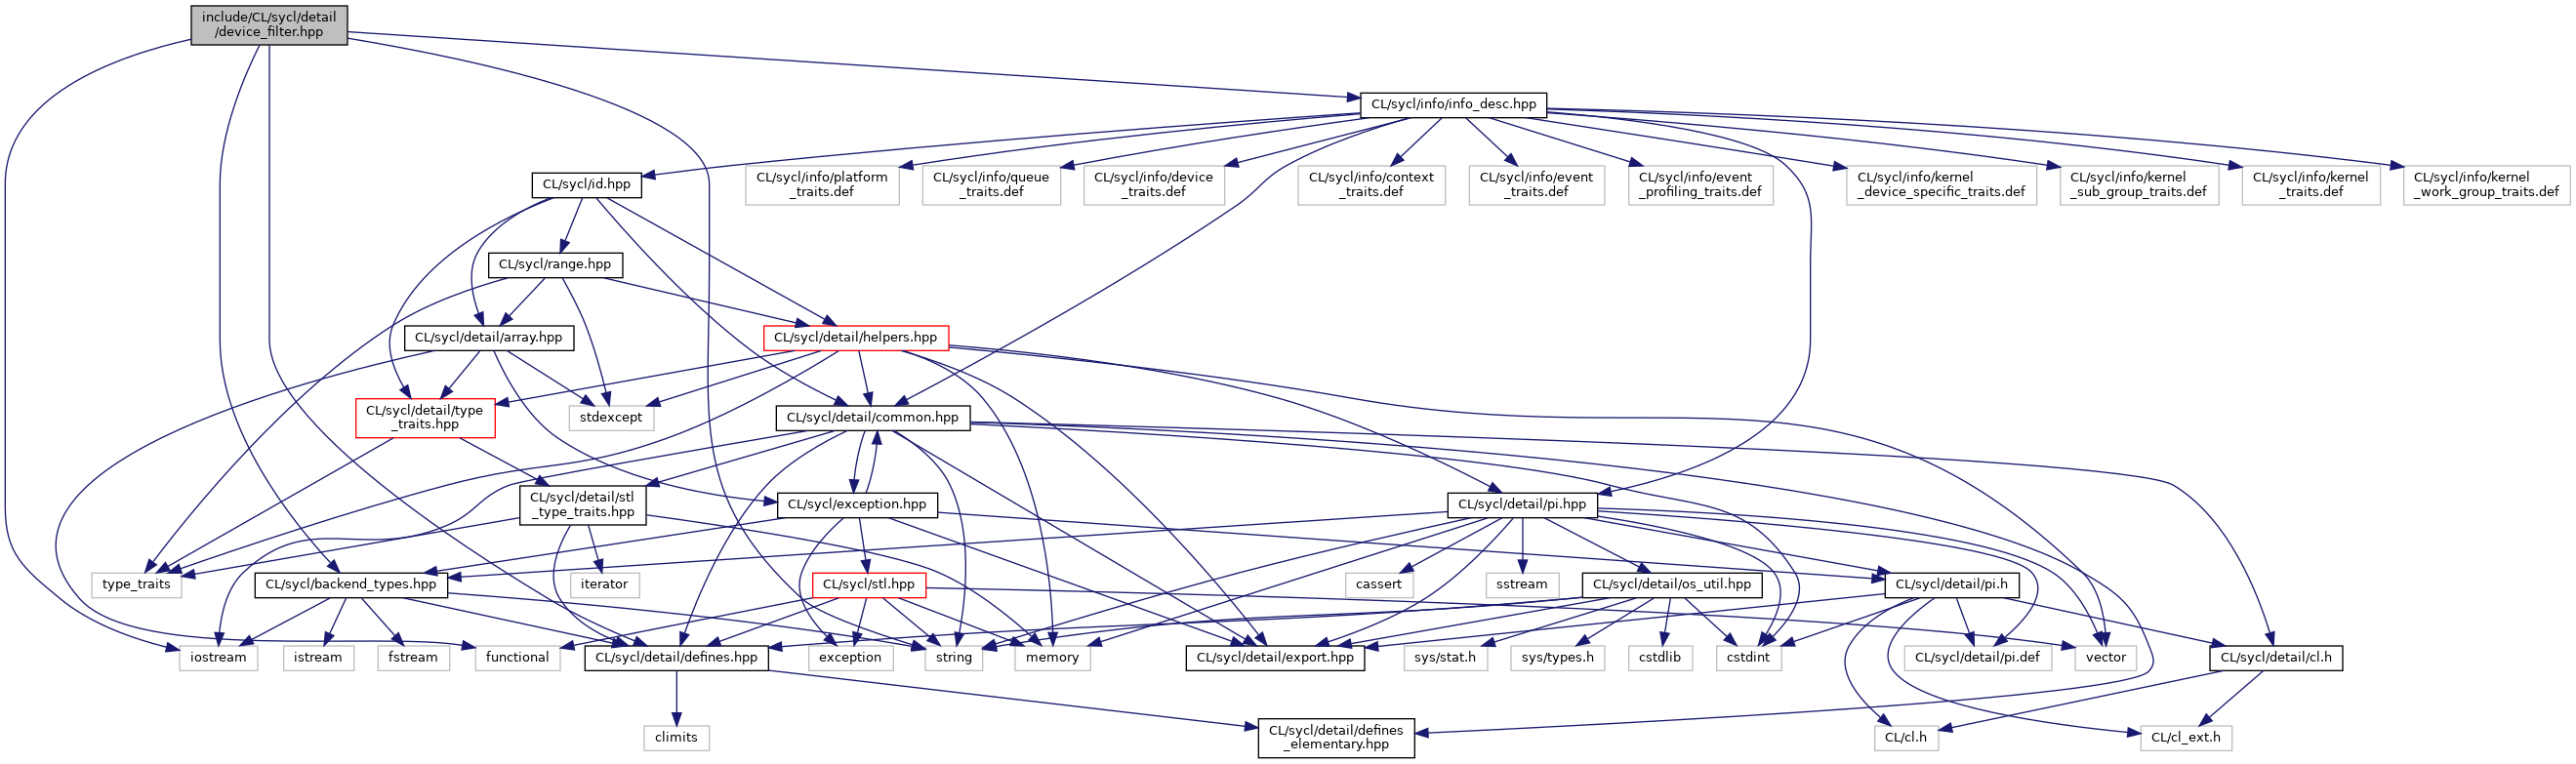 include/CL/sycl/detail
/device_filter.hpp
CL/sycl/info/info_desc.hpp
CL/sycl/id.hpp
CL/sycl/info/platform
_traits.def
CL/sycl/info/queue
_traits.def
CL/sycl/info/device
_traits.def
CL/sycl/info/context
_traits.def
CL/sycl/info/event
_traits.def
CL/sycl/info/event
_profiling_traits.def
CL/sycl/info/kernel
_device_specific_traits.def
CL/sycl/info/kernel
_sub_group_traits.def
CL/sycl/info/kernel
_traits.def
CL/sycl/info/kernel
_work_group_traits.def
CL/sycl/range.hpp
CL/sycl/detail/array.hpp
CL/sycl/detail/helpers.hpp
CL/sycl/detail/type
_traits.hpp
stdexcept
CL/sycl/detail/common.hpp
CL/sycl/detail/stl
_type_traits.hpp
CL/sycl/exception.hpp
CL/sycl/detail/pi.hpp
type_traits
CL/sycl/backend_types.hpp
iterator
CL/sycl/stl.hpp
cassert
sstream
CL/sycl/detail/os_util.hpp
CL/sycl/detail/pi.h
iostream
istream
fstream
functional
CL/sycl/detail/defines.hpp
exception
string
memory
CL/sycl/detail/export.hpp
sys/stat.h
sys/types.h
cstdlib
cstdint
CL/sycl/detail/pi.def
vector
CL/sycl/detail/cl.h
climits
CL/sycl/detail/defines
_elementary.hpp
CL/cl.h
CL/cl_ext.h